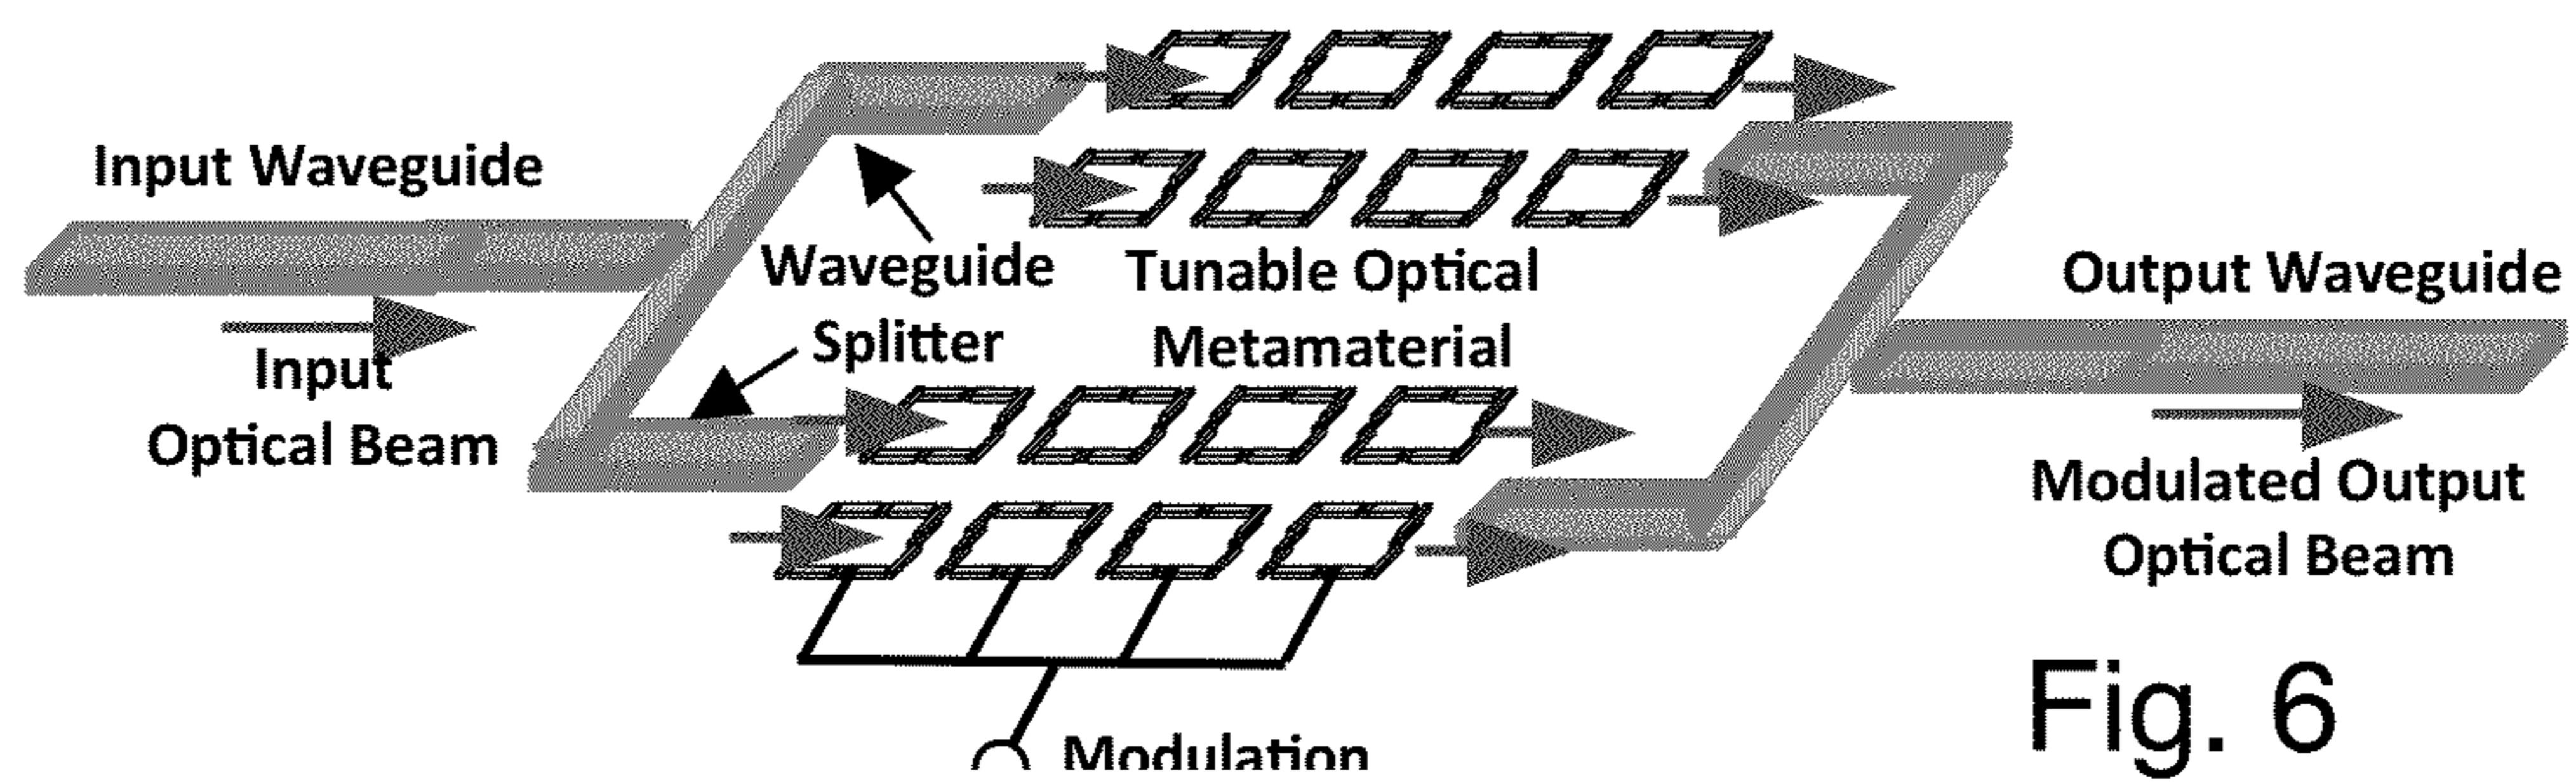 Input Waveguide
Input
Optical Beam
Waveguide
Splitter
Tunable Optical
Metamaterial
Output Waveguide
Modulated Output
Optical Beam
Modulation
Fig. 6